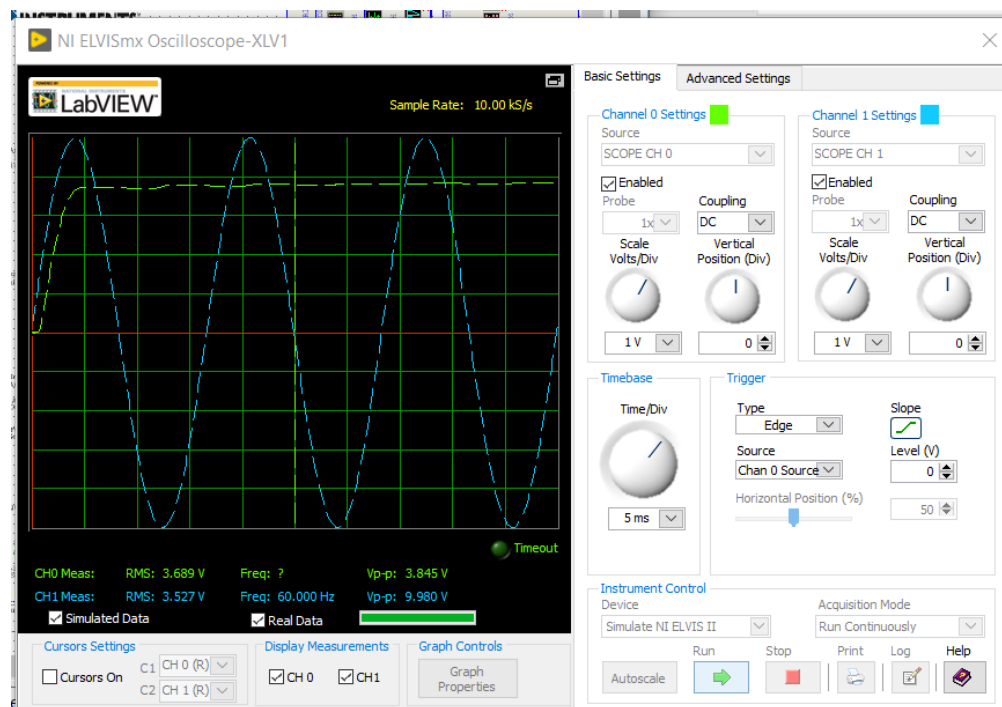 INSTRUMENTS
NI ELVISmx Oscilloscope-XLV1
POWERED BY
NATIONAL INSTRUMENTS
LabVIEW
Sample Rate: 10.00 kS/s
Timeout
CH0 Meas: RMS: 3.689 V Freq: ? Vp-p: 3.845 V
CH1 Meas: RMS: 3.527 V Freq: 60.000 Hz Vp-p: 9.980 V
Simulated Data Real Data
Cursors Settings
Cursors On
C1 CH 0 (R)
C2 CH 1 (R)
Display Measurements
CH 0 CH1
Graph Controls
Graph
Properties
Basic Settings Advanced Settings
Channel 0 Settings
Source
SCOPE CH 0
Enabled
Probe Coupling
1x DC
Scale Vertical
Volts/Div Position (Div)
1 V 0
Channel 1 Settings
Source
SCOPE CH 1
Enabled
Probe Coupling
1x DC
Scale Vertical
Volts/Div Position (Div)
1 V 0
Timebase
Time/Div
5 ms
Trigger
Type Slope
Edge
Source Level (V)
Chan 0 Source 0
Horizontal Position (%)
50
Instrument Control
Device Acquisition Mode
Simulate NI ELVIS II Run Continuously
Run Stop Print Log Help
Autoscale